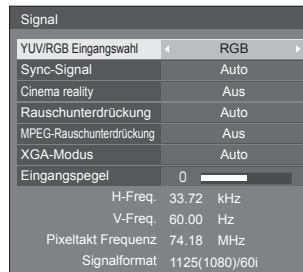 Signal
YUV/RGB Eingangswahl RGB
Sync-Signal Auto
Cinema reality Aus
Rauschunterdrückung Auto
MPEG-Rauschunterdrückung Aus
XGA-Modus Auto
Eingangspegel 0
H-Freq. 33.72 kHz
V-Freq. 60.00 Hz
Pixeltakt Frequenz 74.18 MHz
Signalformat 1125(1080)/60i